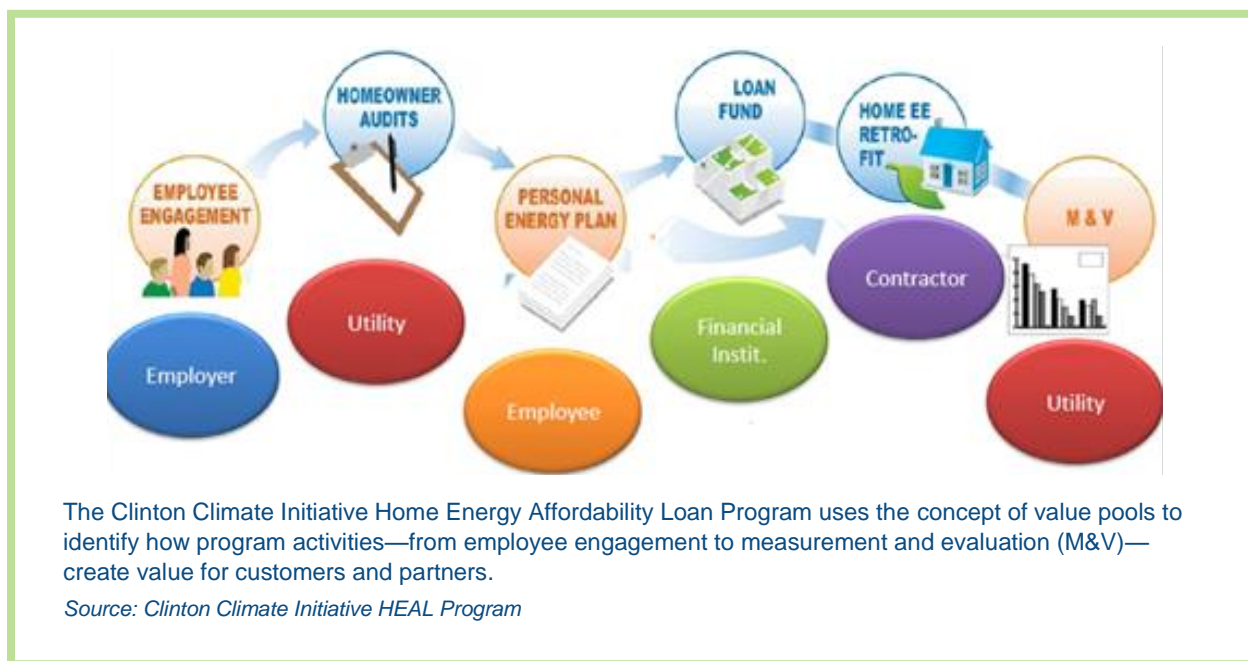 EMPLOYEE
ENGAGEMENT
HOMEOWNER
AUDITS
PERSONAL
ENERGY PLAN
LOAN
FUND
HOME EE
RETRO-
FIT
M & V
Employer
Utility
Employee
Financial
Instit.
Contractor
Utility
The Clinton Climate Initiative Home Energy Affordability Loan Program uses the concept of value pools to
identify how program activities—from employee engagement to measurement and evaluation (M&V)—
create value for customers and partners.
Source: Clinton Climate Initiative HEAL Program